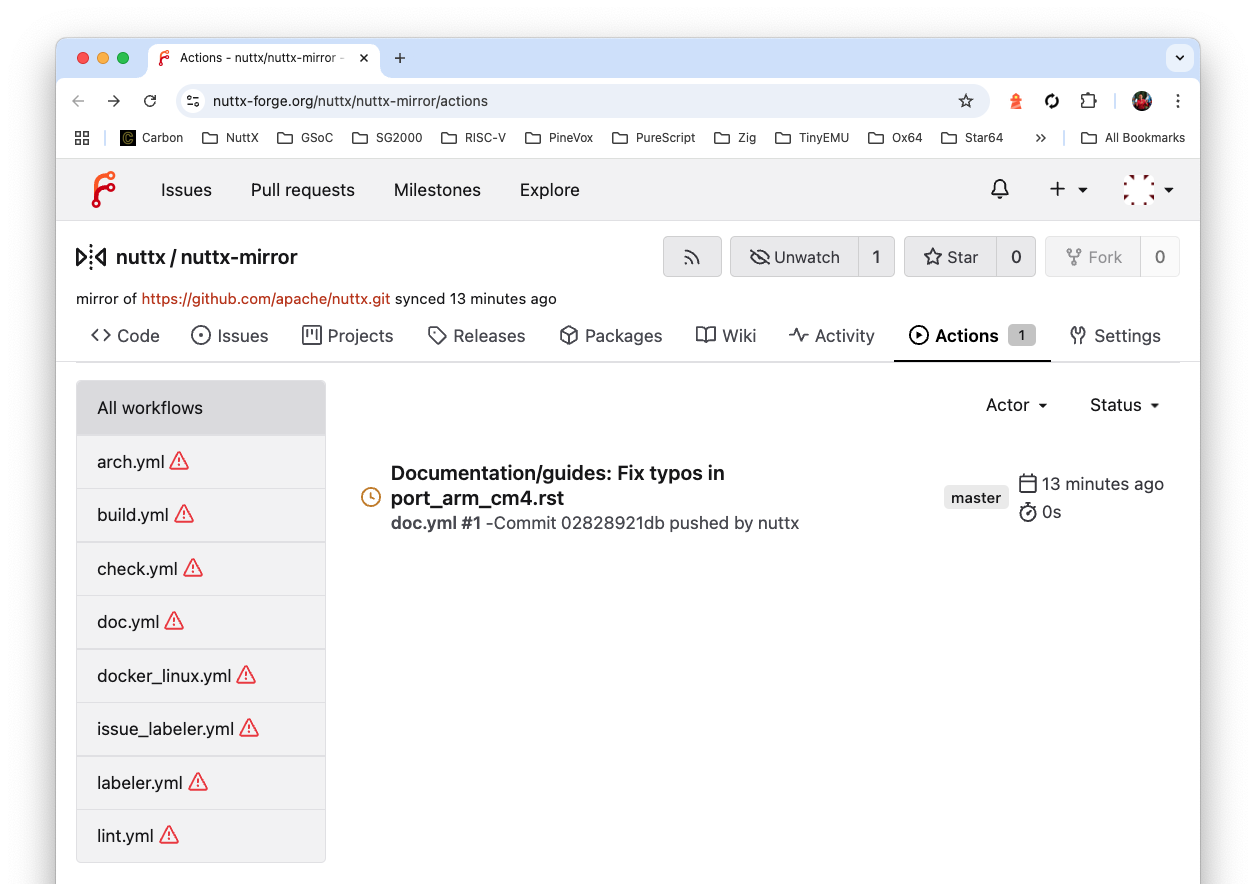 Actions - nuttx/nuttx-mirror -
nuttx-forge.org/nuttx/nuttx-mirror/actions
Carbon NuttX GSoC SG2000 RISC-V PineVox PureScript Zig TinyEMU Ox64 Star64 » All Bookmarks
Issues Pull requests Milestones Explore
nuttx / nuttx-mirror
Unwatch 1 Star 0 Fork 0
mirror of https://github.com/apache/nuttx.git synced 13 minutes ago
Code Issues Projects Releases Packages Wiki Activity Actions 1 Settings
All workflows
arch.yml
build.yml
check.yml
doc.yml
docker_linux.yml
issue_labeler.yml
labeler.yml
lint.yml
Actor Status
Documentation/guides: Fix typos in
port_arm_cm4.rst
doc.yml #1 -Commit 02828921db pushed by nuttx
master
13 minutes ago
0s